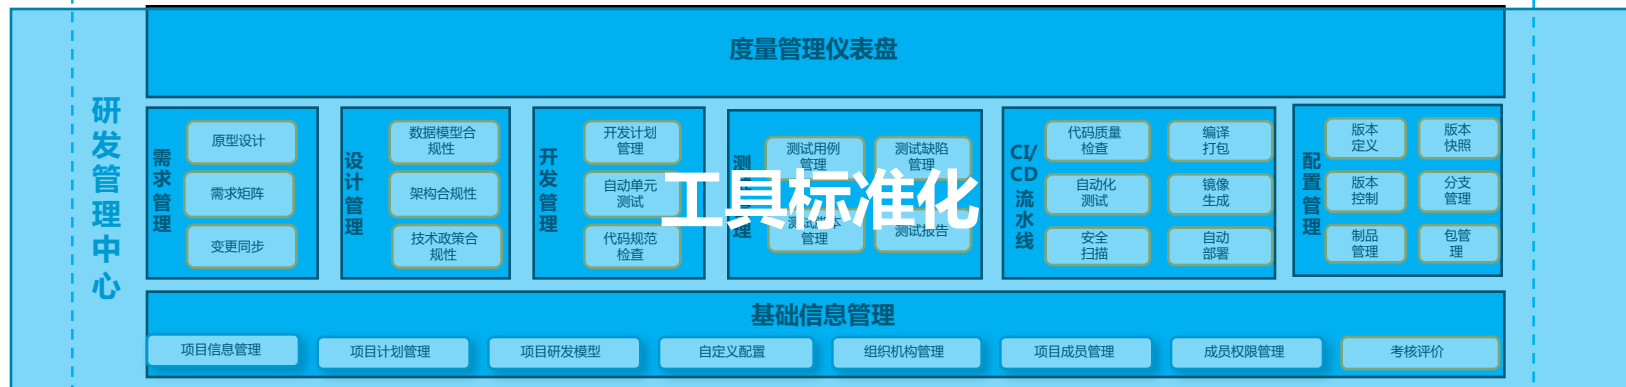 度量管理仪表盘
研发管理中心
需求管理
原型设计
需求矩阵
变更同步
设计管理
数据模型合
规性
架构合规性
技术政策合
规性
开发管理
开发计划
管理
自动单元
测试
代码规范
检查
测试管理
测试用例
管理
测试缺陷
管理
测试脚本
管理
测试报告
工具标准化
CI/
CD
流水线
代码质量
检查
编译
打包
自动化
测试
镜像
生成
安全
扫描
自动
部署
配置管理
版本
定义
版本
快照
版本
控制
分支
管理
制品
管理
包管
理
基础信息管理
项目信息管理
项目计划管理
项目研发模型
自定义配置
组织机构管理
项目成员管理
成员权限管理
考核评价